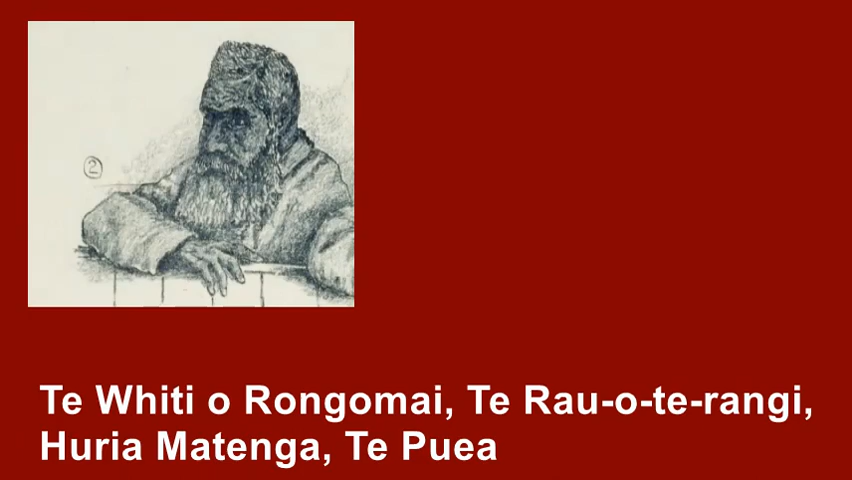 2
Te Whiti o Rongomai, Te Rau-o-te-rangi,
Huria Matenga, Te Puea